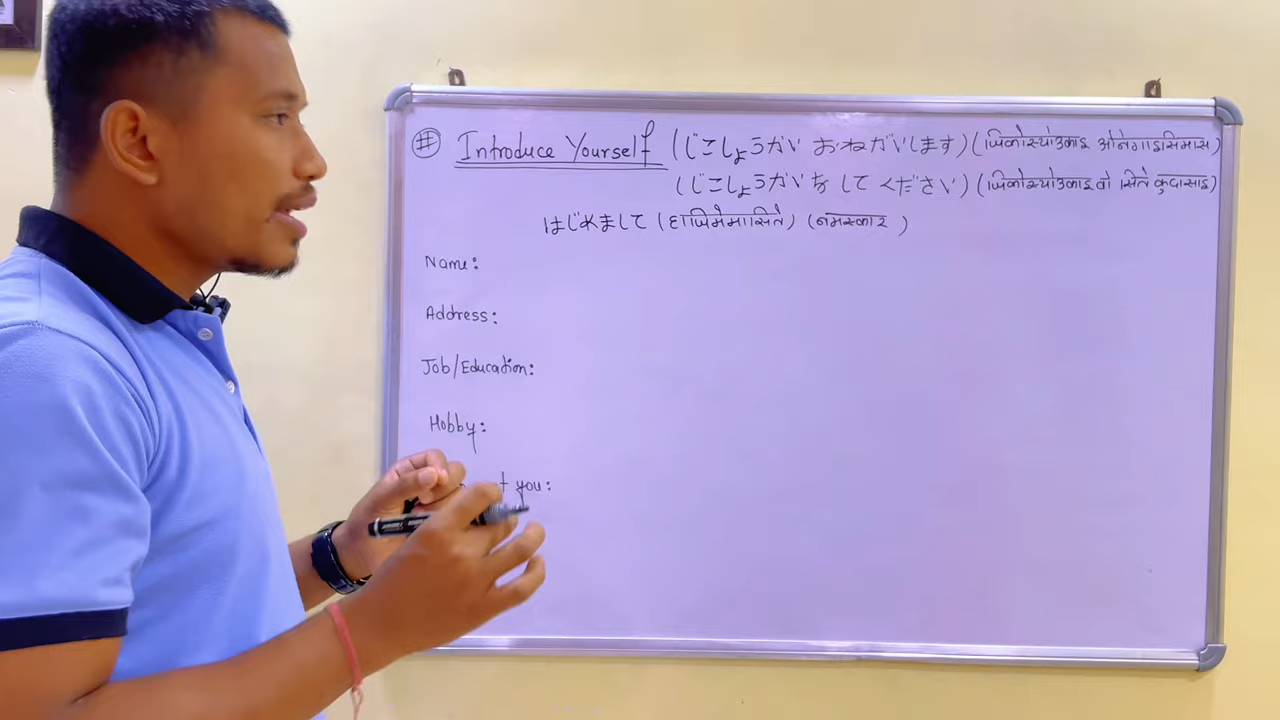 # Introduce Yourself (じこしょうかい おねがいします) (जिकोस्योउकाइ ओनेगाइसिमास)
(じこしょうかいを してください) (जिकोस्योउकाइ वो सिते कुदासाइ)
はじめまして (हाजिमेमासिते) (नमस्कार)
Name:
Address:
Job/Education:
Hobby:
you: